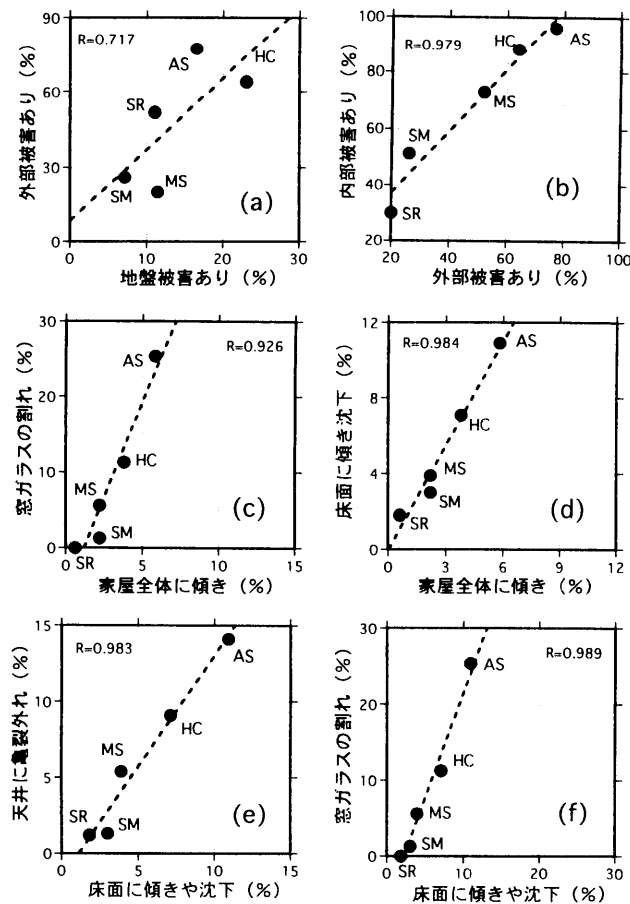 90
60
30
0
外部被害あり (%)
R=0.717
AS
HC
SR
SM
MS
(a)
0
10
20
30
地盤被害あり (%)
100
80
60
40
20
内部被害あり (%)
R=0.979
HC
AS
MS
SM
SR
(b)
20
40
60
80
100
外部被害あり (%)
30
20
10
0
窓ガラスの割れ (%)
R=0.926
AS
HC
MS
SM
SR
(c)
0
5
10
15
家屋全体に傾き (%)
12
8
4
0
床面に傾き沈下 (%)
R=0.984
AS
HC
MS
SM
SR
(d)
0
3
6
9
12
家屋全体に傾き (%)
15
10
5
0
天井に亀裂外れ (%)
R=0.983
AS
HC
MS
SR
SM
(e)
0
5
10
15
床面に傾きや沈下 (%)
30
20
10
0
窓ガラスの割れ (%)
R=0.989
AS
HC
MS
SM
SR
(f)
0
10
20
30
床面に傾きや沈下 (%)